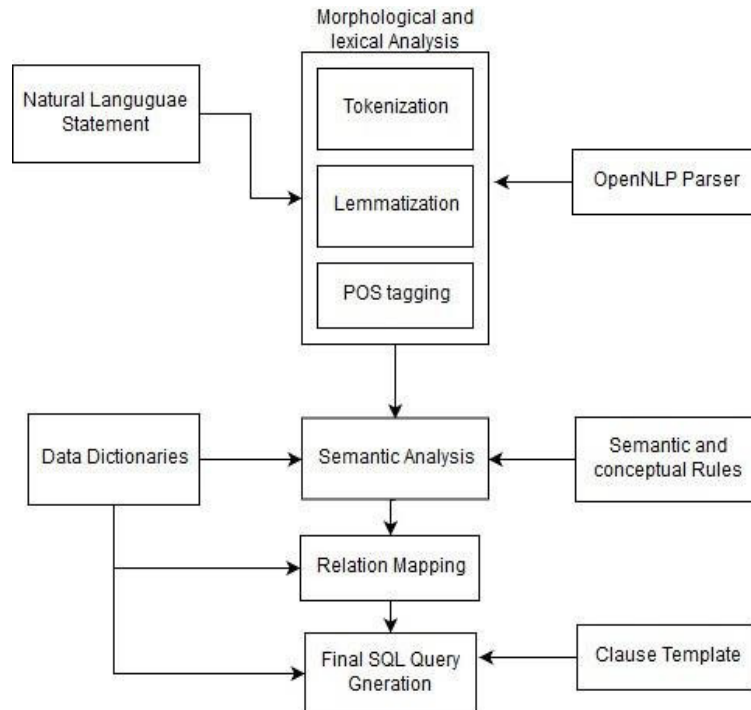 Morphological and
lexical Analysis
Natural Languguae
Statement
Tokenization
OpenNLP Parser
Lemmatization
POS tagging
Data Dictionaries
Semantic Analysis
Semantic and
conceptual Rules
Relation Mapping
Final SQL Query
Gneration
Clause Template